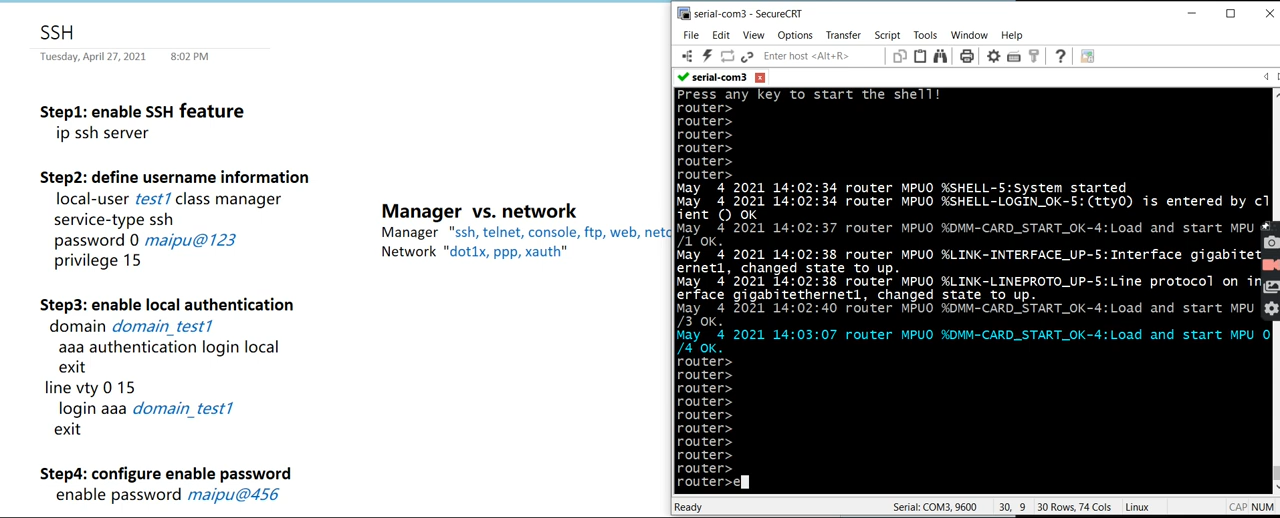 SSH
Tuesday, April 27, 2021 8:02 PM
Step1: enable SSH feature
ip ssh server
Step2: define username information
local-user test1 class manager
service-type ssh
password 0 maipu@123
privilege 15
Manager vs. network
Manager "ssh, telnet, console, ftp, web, netc
Network "dot1x, ppp, xauth"
Step3: enable local authentication
domain domain_test1
aaa authentication login local
exit
line vty 0 15
login aaa domain_test1
exit
Step4: configure enable password
enable password maipu@456
serial-com3 - SecureCRT
File Edit View Options Transfer Script Tools Window Help
Enter host <Alt+R>
serial-com3
Press any key to start the shell!
router>
router>
router>
router>
router>
router>
May 4 2021 14:02:34 router MPU0 %SHELL-5:System started
May 4 2021 14:02:34 router MPU0 %SHELL-LOGIN_OK-5:(tty0) is entered by cl
ient () OK
May 4 2021 14:02:37 router MPU0 %DMM-CARD_START_OK-4:Load and start MPU
/1 OK.
May 4 2021 14:02:38 router MPU0 %LINK-INTERFACE_UP-5:Interface gigabitet
ernet1, changed state to up.
May 4 2021 14:02:38 router MPU0 %LINK-LINEPROTO_UP-5:Line protocol on in
erface gigabitethernet1, changed state to up.
May 4 2021 14:02:40 router MPU0 %DMM-CARD_START_OK-4:Load and start MPU
/3 OK.
May 4 2021 14:03:07 router MPU0 %DMM-CARD_START_OK-4:Load and start MPU 0
/4 OK.
router>
router>
router>
router>
router>
router>
router>
router>
router>
router>e
Ready Serial: COM3, 9600 30, 9 30 Rows, 74 Cols Linux CAP NUM